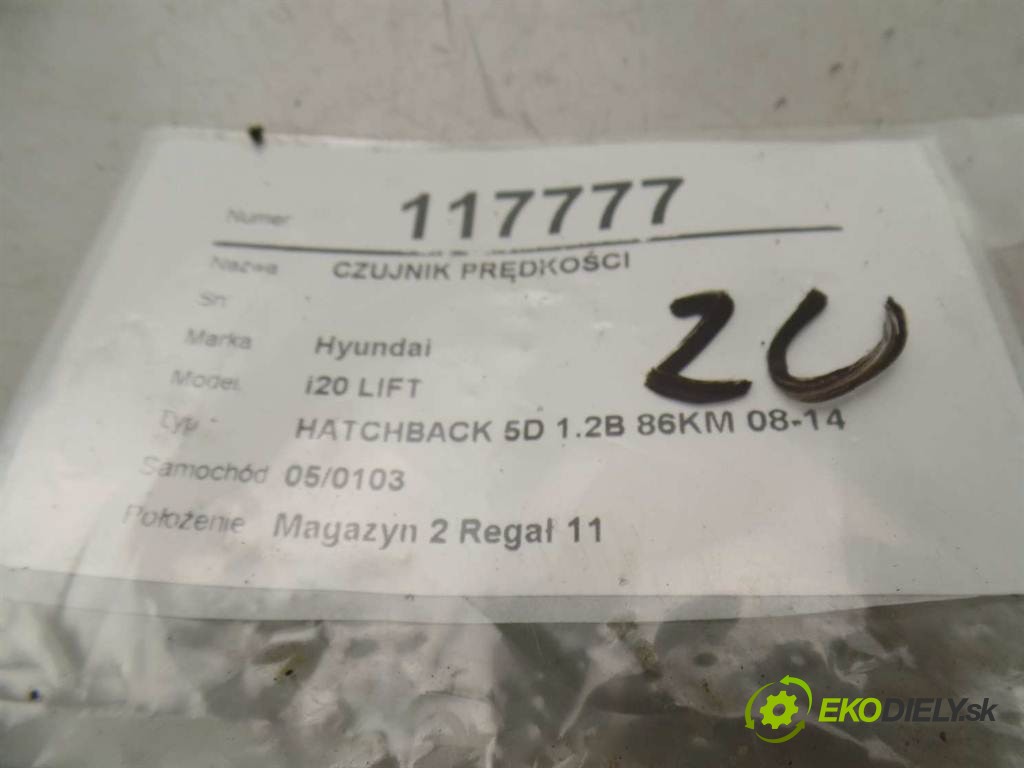 Numer 117777
Nazwa CZUJNIK PRĘDKOŚCI
Sn
Marka Hyundai
Model i20 LIFT
Typ HATCHBACK 5D 1.2B 86KM 08-14
Samochód 05/0103
Położenie Magazyn 2 Regał 11
EKODIELY.sk